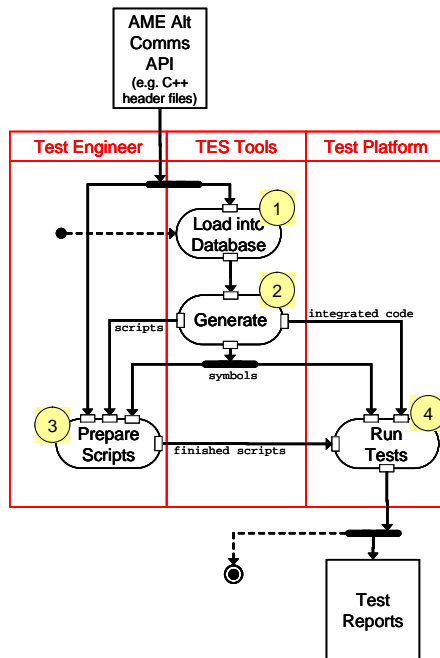 AME Alt
Comms
API
(e.g. C++
header files)
Test Engineer
TES Tools
Test Platform
1
Load into
Database
2
Generate
scripts
integrated code
symbols
3
Prepare
Scripts
finished scripts
4
Run
Tests
Test
Reports